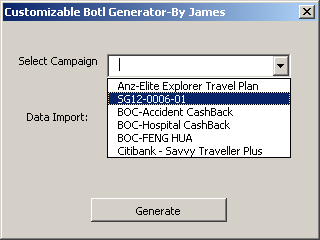 Customizable Botl Generator-By James
Select Campaign
Anz-Elite Explorer Travel Plan
SG12-0006-01
BOC-Accident CashBack
BOC-Hospital CashBack
BOC-FENG HUA
Citibank - Savvy Traveller Plus
Data Import:
Generate